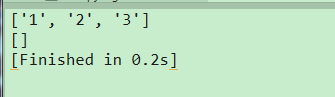 ['1', '2', '3']
[]
[Finished in 0.2s]